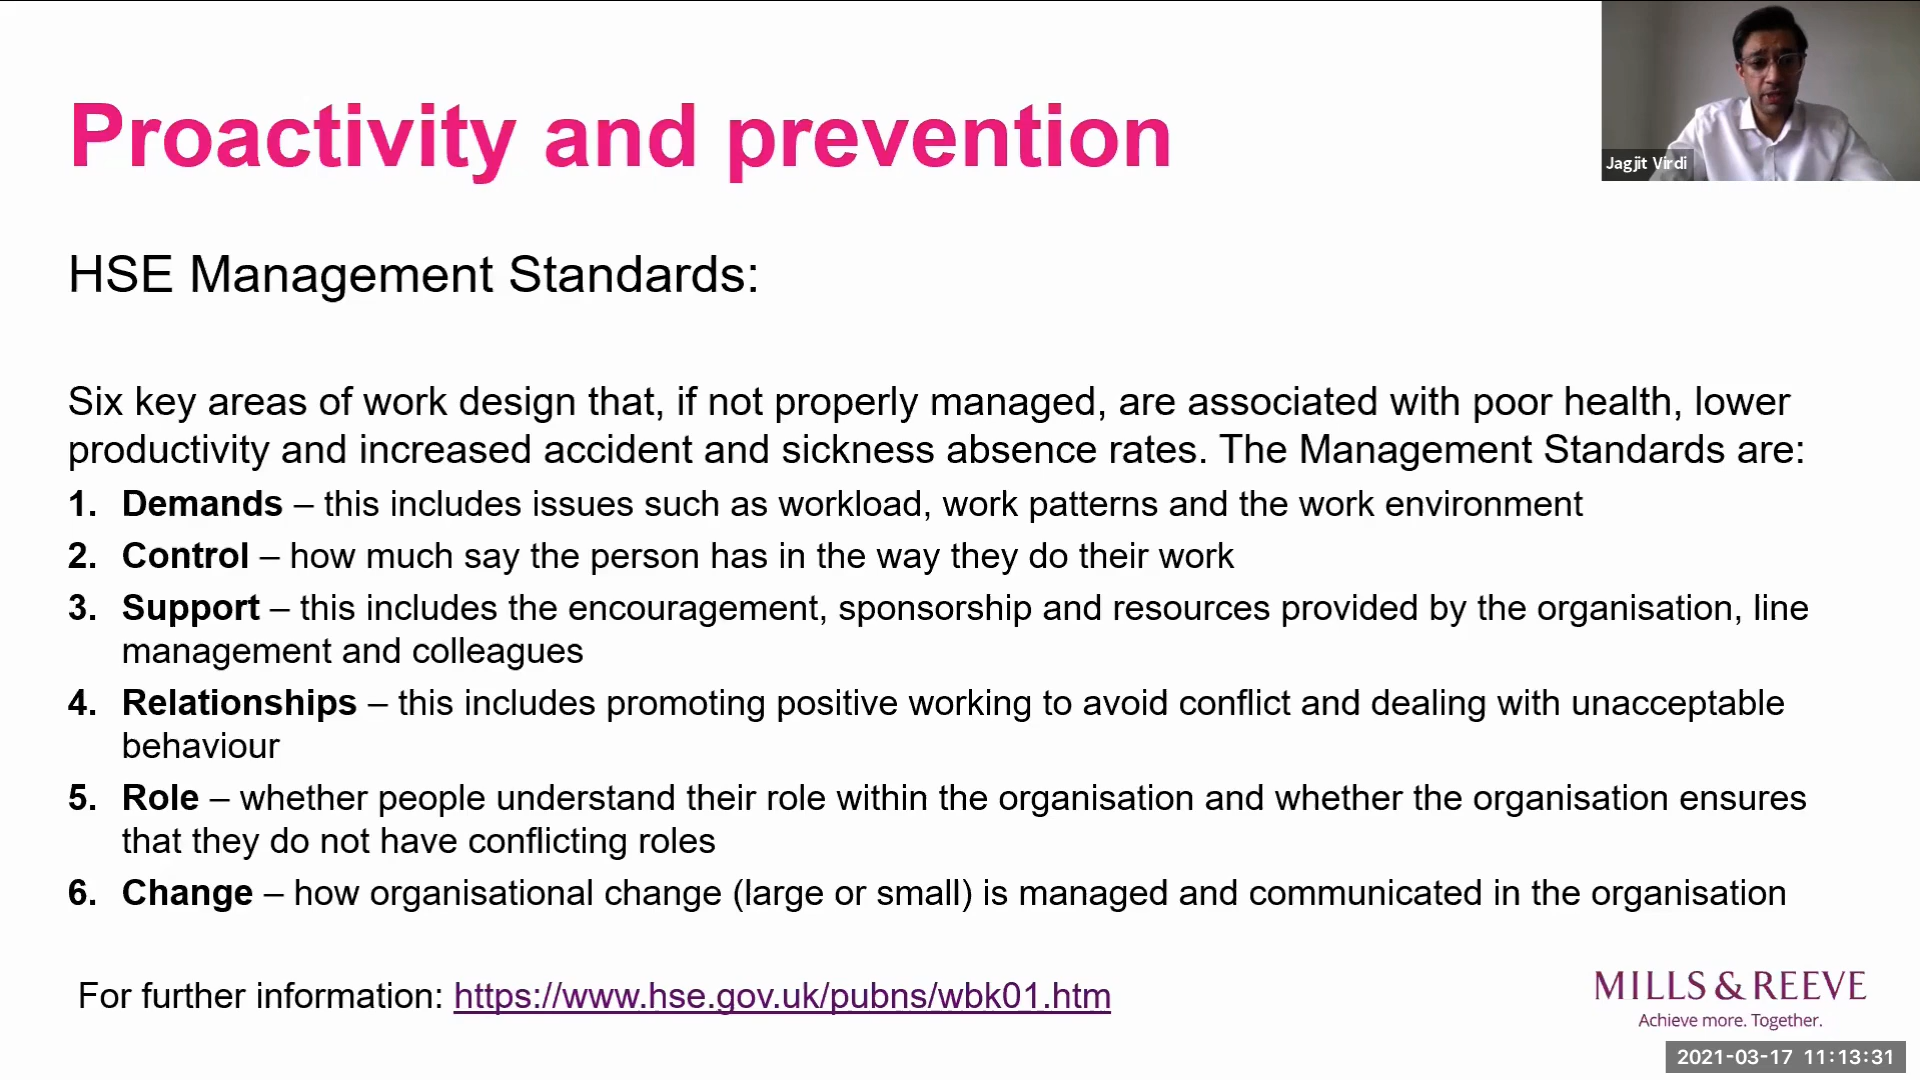 Proactivity and prevention
Jagjit Virdi
HSE Management Standards:
Six key areas of work design that, if not properly managed, are associated with poor health, lower
productivity and increased accident and sickness absence rates. The Management Standards are:
1. Demands – this includes issues such as workload, work patterns and the work environment
2. Control – how much say the person has in the way they do their work
3. Support – this includes the encouragement, sponsorship and resources provided by the organisation, line
management and colleagues
4. Relationships – this includes promoting positive working to avoid conflict and dealing with unacceptable
behaviour
5. Role – whether people understand their role within the organisation and whether the organisation ensures
that they do not have conflicting roles
6. Change – how organisational change (large or small) is managed and communicated in the organisation
For further information: https://www.hse.gov.uk/pubns/wbk01.htm
MILLS & REEVE
Achieve more. Together.
2021-03-17 11:13:31